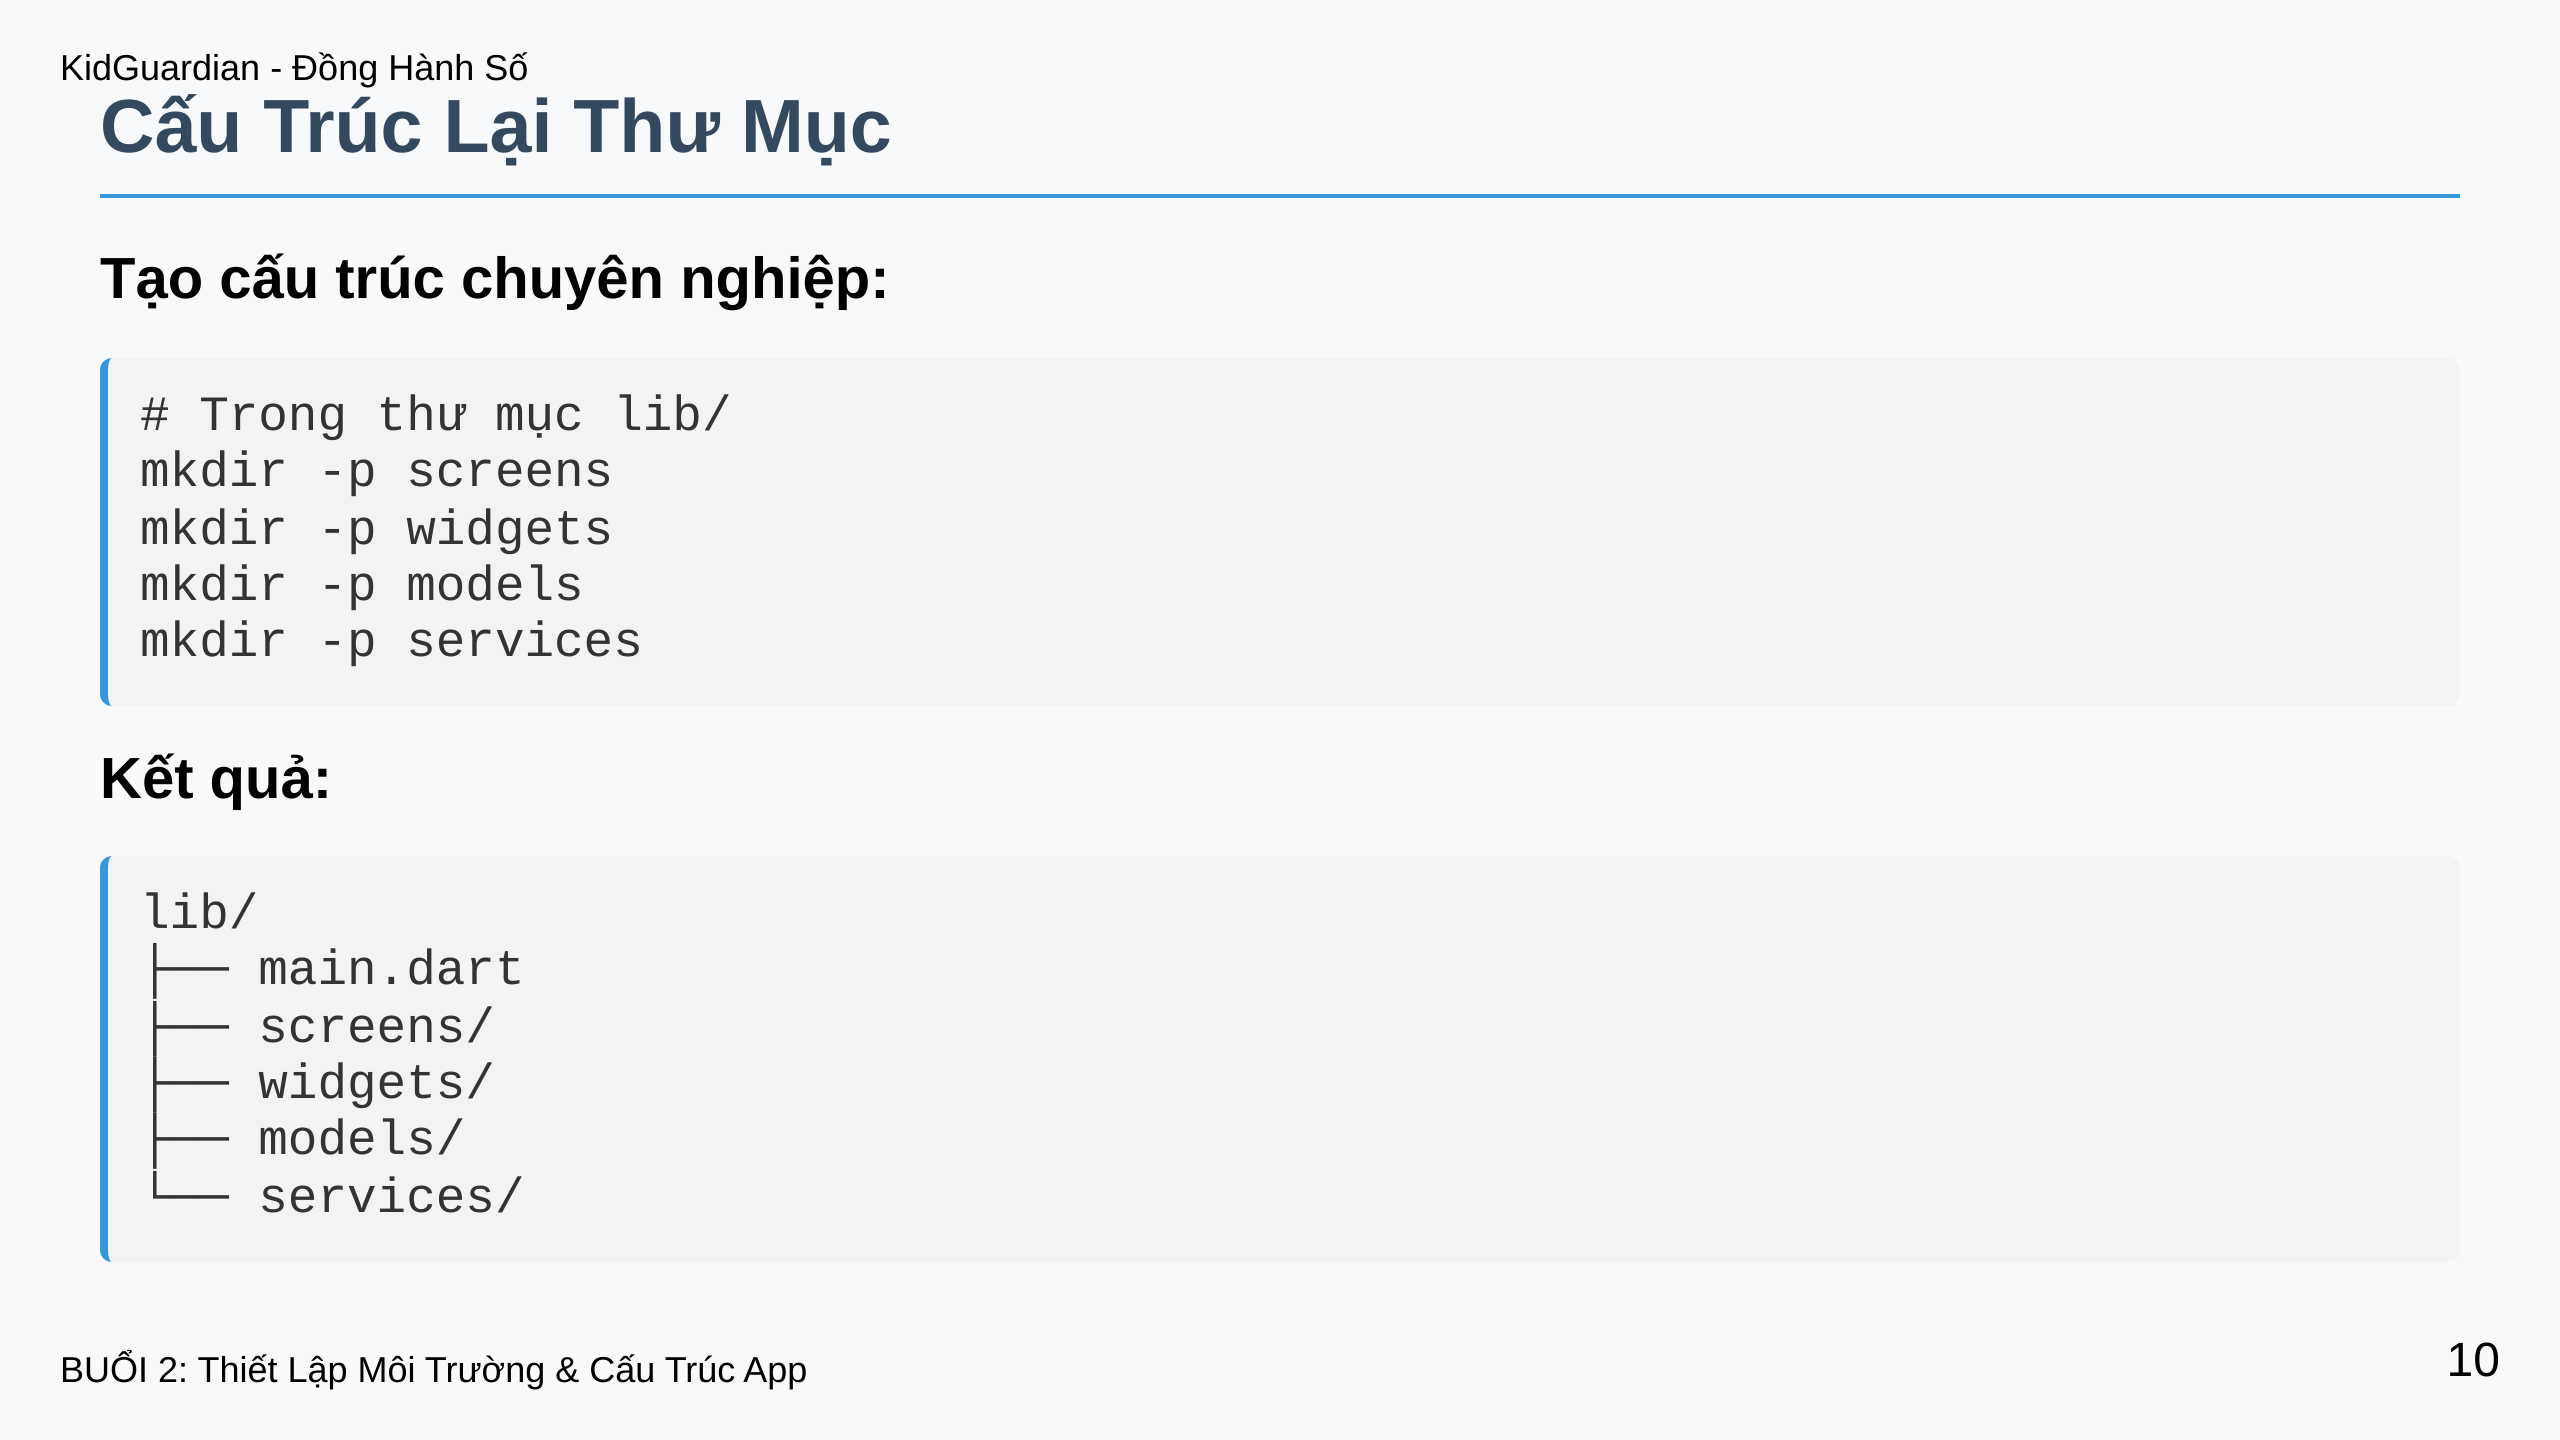 KidGuardian - Đồng Hành Số
Cấu Trúc Lại Thư Mục
Tạo cấu trúc chuyên nghiệp:
# Trong thư mục lib/
mkdir -p screens
mkdir -p widgets
mkdir -p models
mkdir -p services
Kết quả:
lib/
├── main.dart
├── screens/
├── widgets/
├── models/
└── services/
BUỔI 2: Thiết Lập Môi Trường & Cấu Trúc App
10